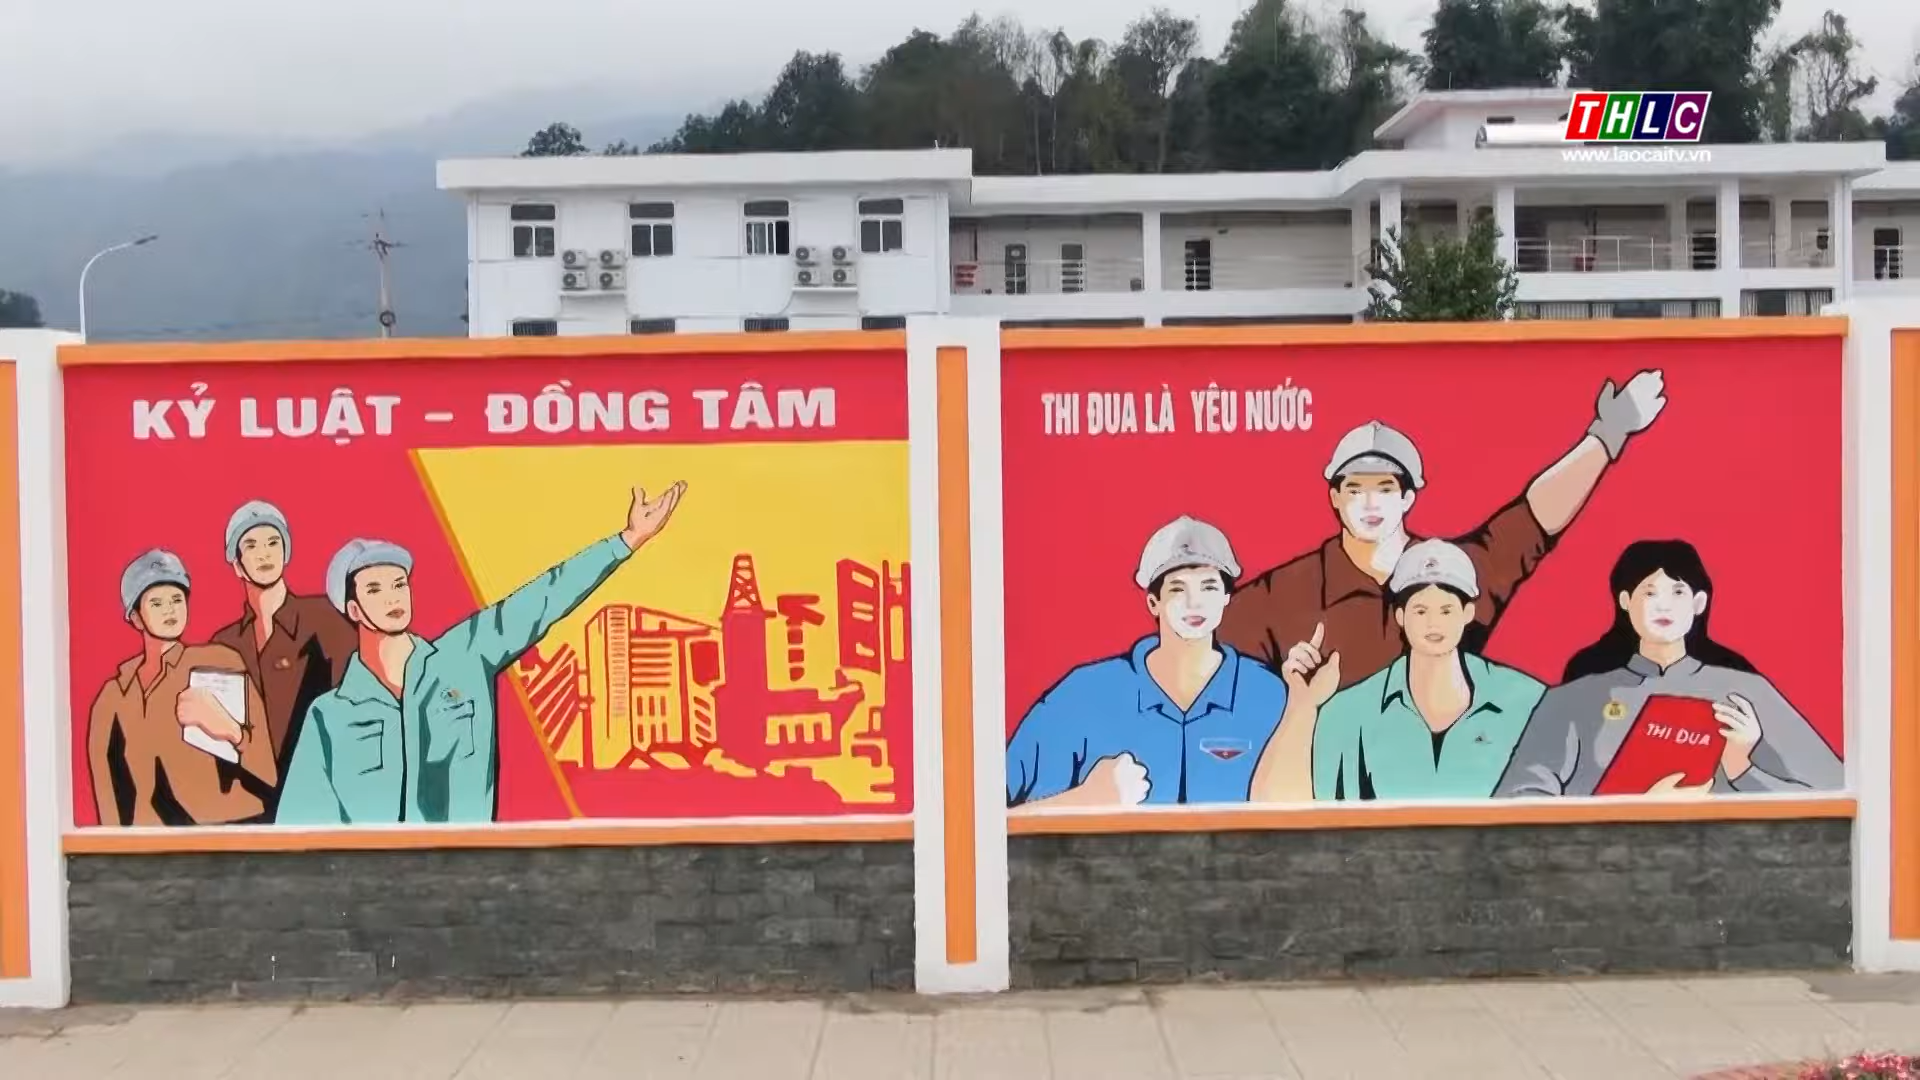 THLC
www.laocaitv.vn
KỶ LUẬT - ĐỒNG TÂM
THI ĐUA LÀ YÊU NƯỚC
THI ĐUA